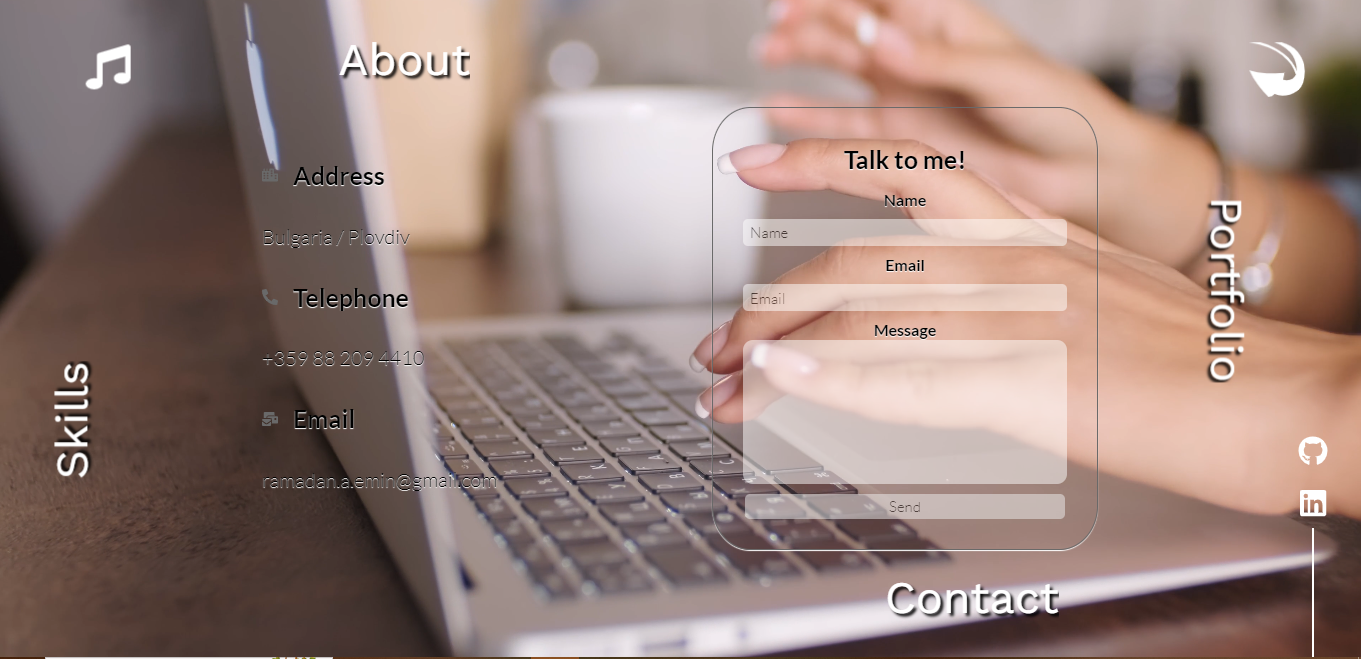 About
Address
Bulgaria / Plovdiv
Telephone
+359 88 209 4410
Email
ramadan.a.emin@gmail.com
Skills
Talk to me!
Name
Name
Email
Email
Message
Send
Portfolio
in
Contact